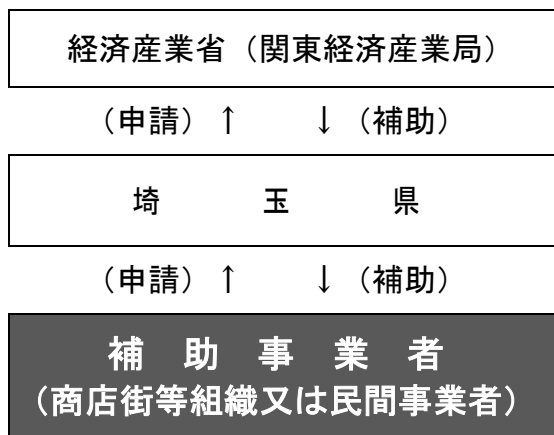 経済産業省（関東経済産業局）
（申請）↑　　↓（補助）
埼　玉　県
（申請）↑　　↓（補助）
補　助　事　業　者
（商店街等組織又は民間事業者）